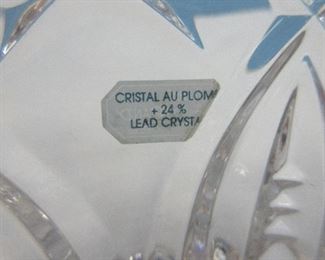 CRISTAL AU PLOM
+ 24 %
LEAD CRYSTA